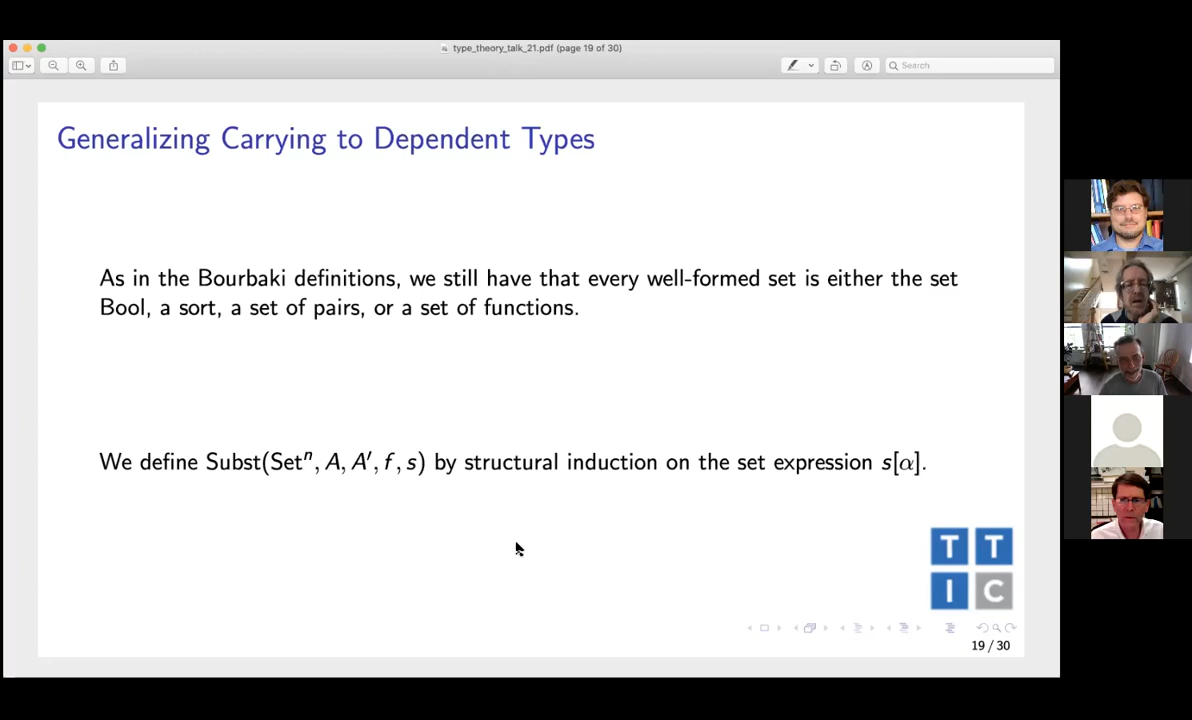 type_theory_talk_21.pdf (page 19 of 30)
Search
Generalizing Carrying to Dependent Types
As in the Bourbaki definitions, we still have that every well-formed set is either the set
Bool, a sort, a set of pairs, or a set of functions.
We define Subst(Setⁿ, A, A′, f, s) by structural induction on the set expression s[α].
T T
I C
19 / 30